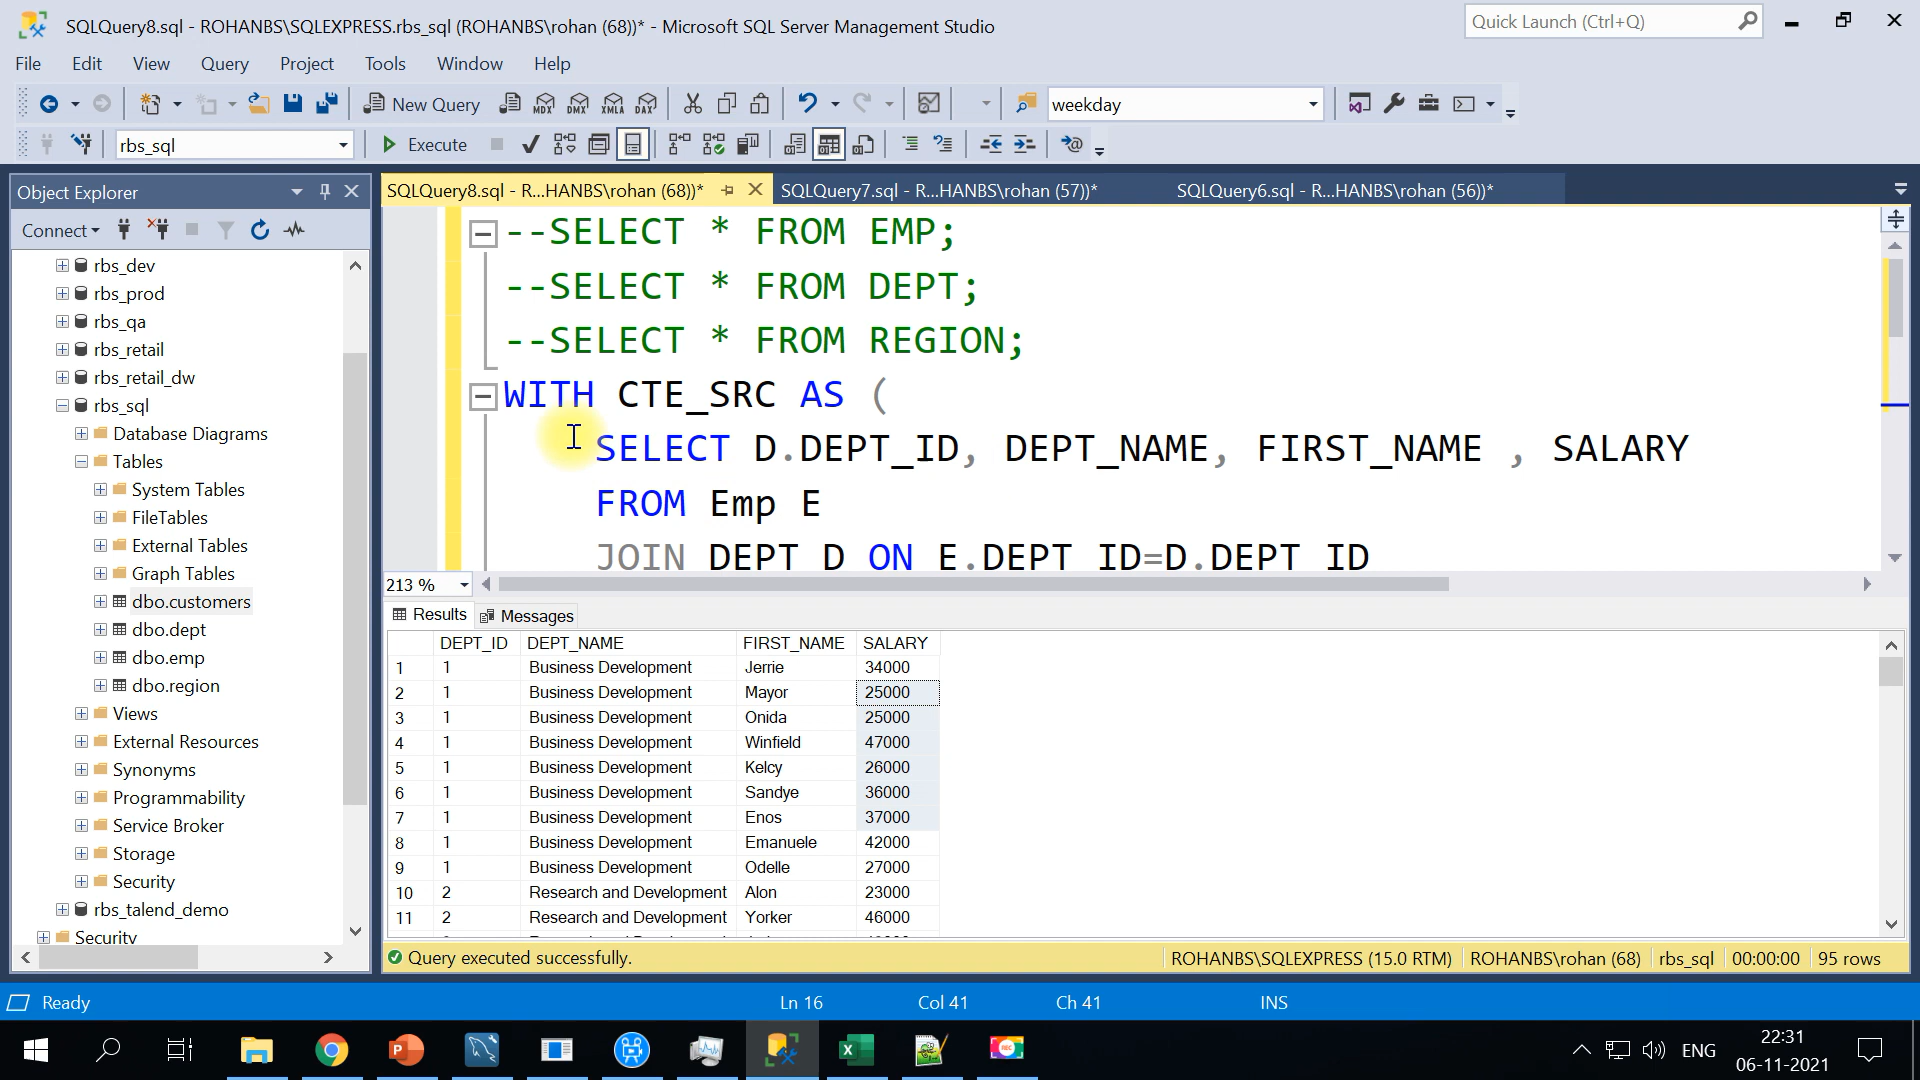 SQLQuery8.sql - ROHANBS\SQLEXPRESS.rbs_sql (ROHANBS\rohan (68))* - Microsoft SQL Server Management Studio
Quick Launch (Ctrl+Q)
File Edit View Query Project Tools Window Help
New Query MDX DMX XMLA DAX weekday
rbs_sql Execute
Object Explorer
SQLQuery8.sql - R...HANBS\rohan (68))* SQLQuery7.sql - R...HANBS\rohan (57))* SQLQuery6.sql - R...HANBS\rohan (56))*
Connect
rbs_dev
rbs_prod
rbs_qa
rbs_retail
rbs_retail_dw
rbs_sql
Database Diagrams
Tables
System Tables
FileTables
External Tables
Graph Tables
dbo.customers
dbo.dept
dbo.emp
dbo.region
Views
External Resources
Synonyms
Programmability
Service Broker
Storage
Security
rbs_talend_demo
Security
--SELECT * FROM EMP;
--SELECT * FROM DEPT;
--SELECT * FROM REGION;
WITH CTE_SRC AS (
SELECT D.DEPT_ID, DEPT_NAME, FIRST_NAME , SALARY
FROM Emp E
JOIN DEPT D ON E.DEPT_ID=D.DEPT_ID
213 %
Results Messages
DEPT_ID DEPT_NAME FIRST_NAME SALARY
1 1 Business Development Jerrie 34000
2 1 Business Development Mayor 25000
3 1 Business Development Onida 25000
4 1 Business Development Winfield 47000
5 1 Business Development Kelcy 26000
6 1 Business Development Sandye 36000
7 1 Business Development Enos 37000
8 1 Business Development Emanuele 42000
9 1 Business Development Odelle 27000
10 2 Research and Development Alon 23000
11 2 Research and Development Yorker 46000
Query executed successfully. ROHANBS\SQLEXPRESS (15.0 RTM) ROHANBS\rohan (68) rbs_sql 00:00:00 95 rows
Ready Ln 16 Col 41 Ch 41 INS
ENG 22:31
06-11-2021